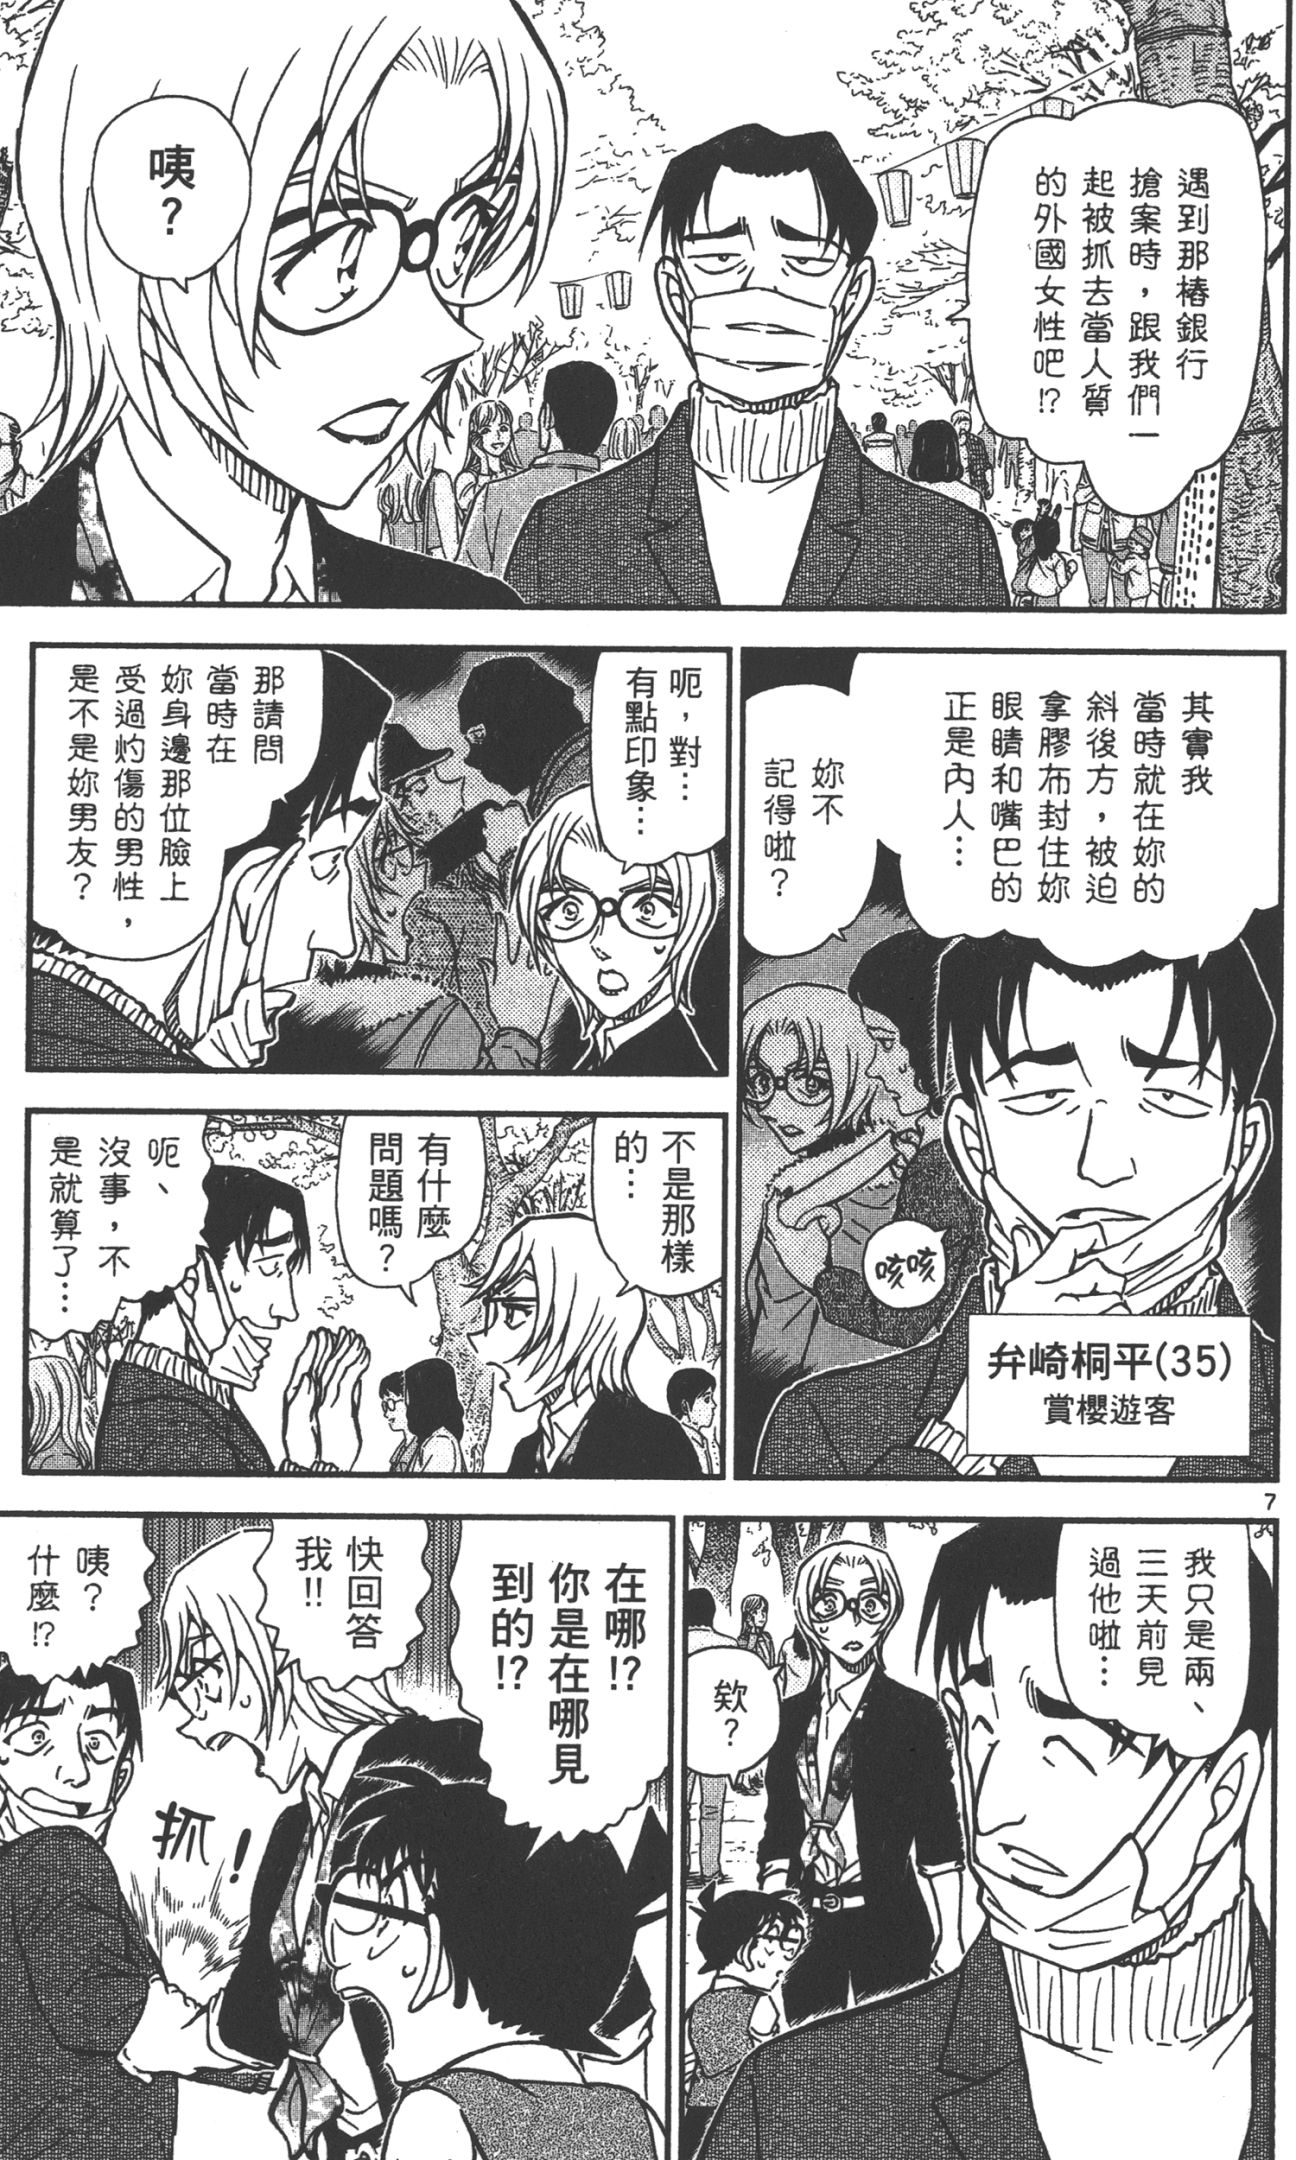 遇到那樁銀行
搶案時，跟我們一
起被抓去當人質
的外國女性吧!?
咦？
其實我
當時就在妳的
斜後方，被迫
拿膠布封住妳
眼睛和嘴巴的
正是內人…
妳不
記得啦？
咳咳
弁崎桐平(35)
賞櫻遊客
呃，對…
有點印象…
那請問
當時在
妳身邊那位臉上
受過灼傷的男性，
是不是妳男友？
不是那樣
的…
有什麼
問題嗎？
呃、
沒事，不
是就算了…
7
我只是兩、
三天前見
過他啦…
欸？
在哪!?
你是在哪見
到的!?
快回答
我!!
抓！
咦？
什麼!?